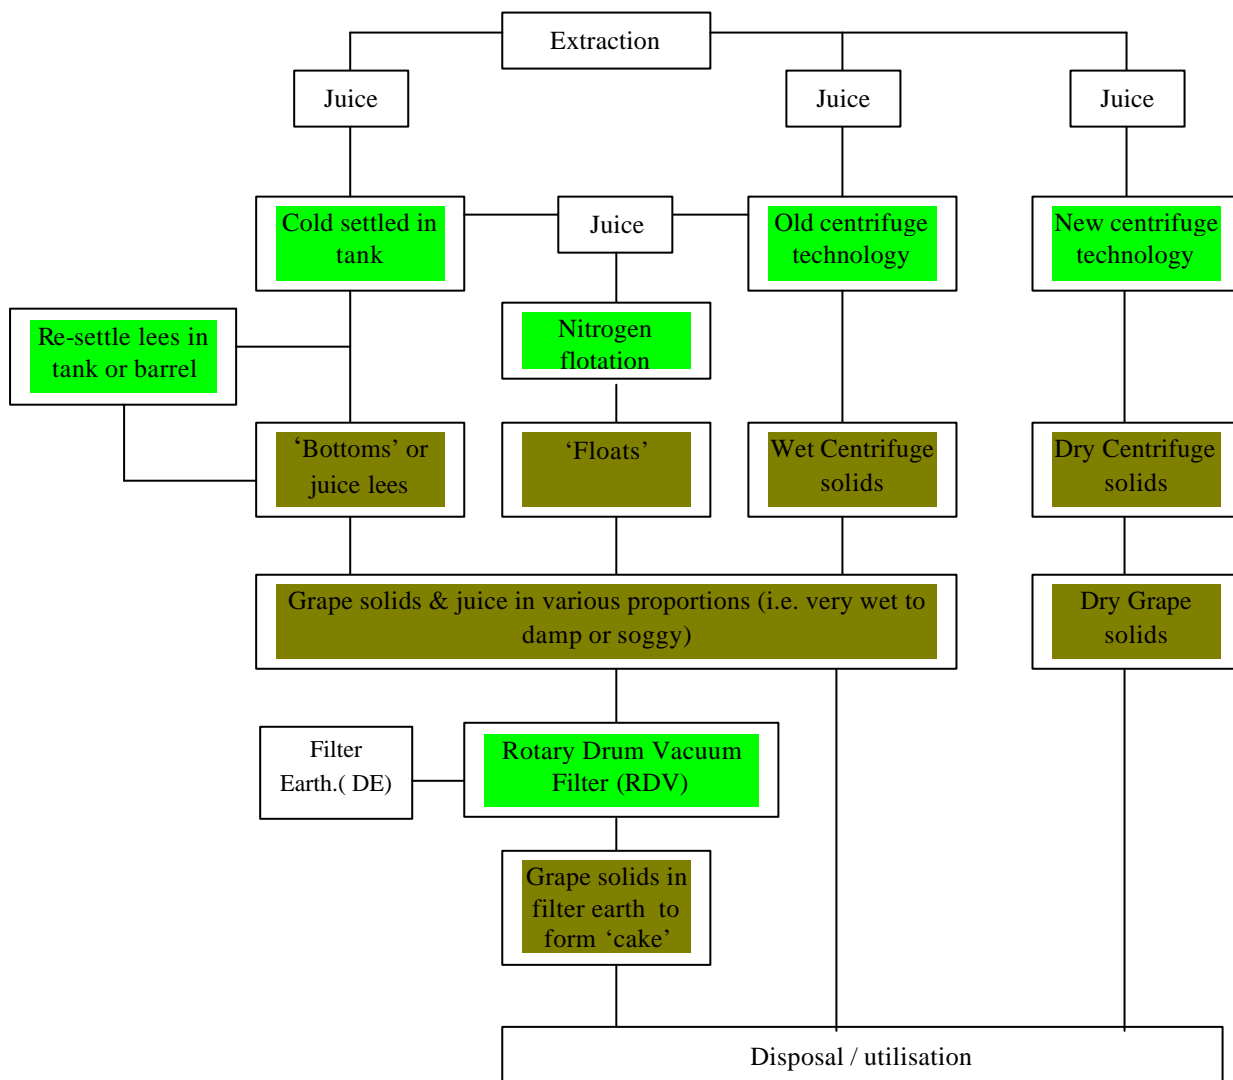 Extraction
Juice
Juice
Juice
Cold settled in
tank
Juice
Old centrifuge
technology
New centrifuge
technology
Re-settle lees in
tank or barrel
Nitrogen
flotation
‘Bottoms’ or
juice lees
‘Floats’
Wet Centrifuge
solids
Dry Centrifuge
solids
Grape solids & juice in various proportions (i.e. very wet to
damp or soggy)
Dry Grape
solids
Filter
Earth.( DE)
Rotary Drum Vacuum
Filter (RDV)
Grape solids in
filter earth to
form ‘cake’
Disposal / utilisation